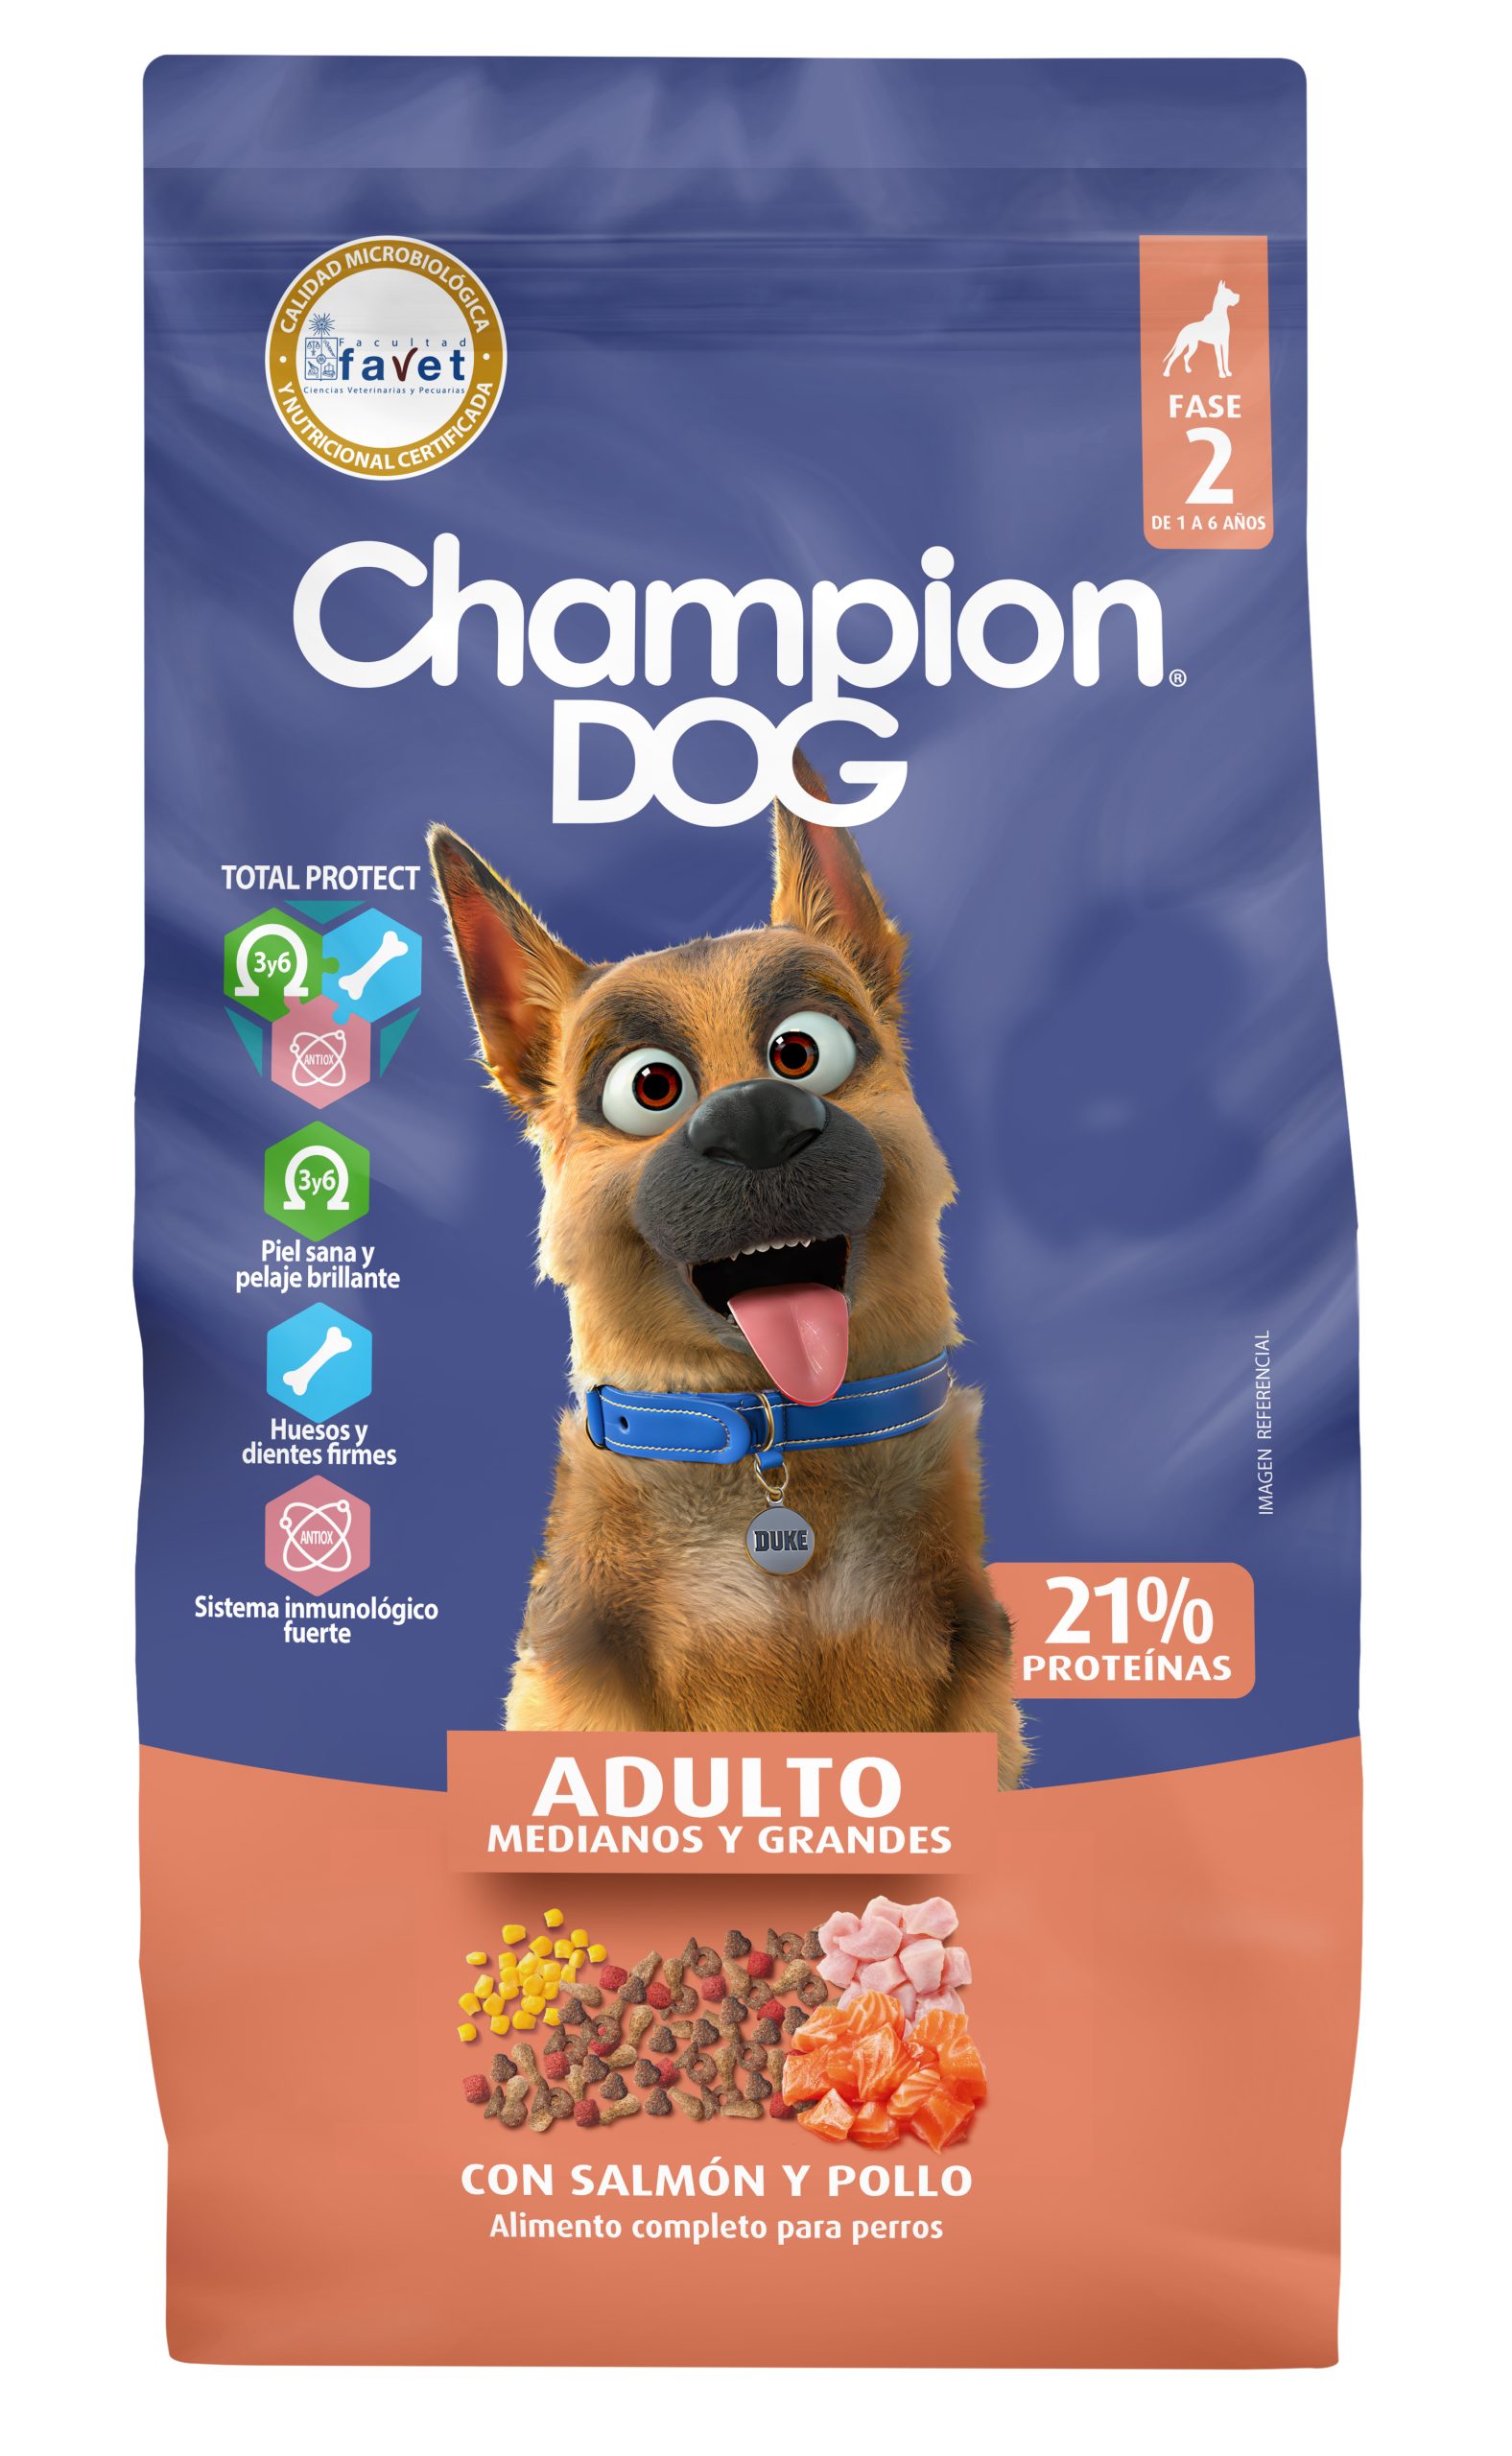 CALIDAD MICROBIOLÓGICA
Facultad
favet
Ciencias Veterinarias y Pecuarias
Y NUTRICIONAL CERTIFICADA
FASE
2
DE 1 A 6 AÑOS
Champion®
DOG
TOTAL PROTECT
3y6
ANTIOX
3y6
Piel sana y
pelaje brillante
Huesos y
dientes firmes
ANTIOX
Sistema inmunológico
fuerte
DUKE
IMAGEN REFERENCIAL
21%
PROTEÍNAS
ADULTO
MEDIANOS Y GRANDES
CON SALMÓN Y POLLO
Alimento completo para perros